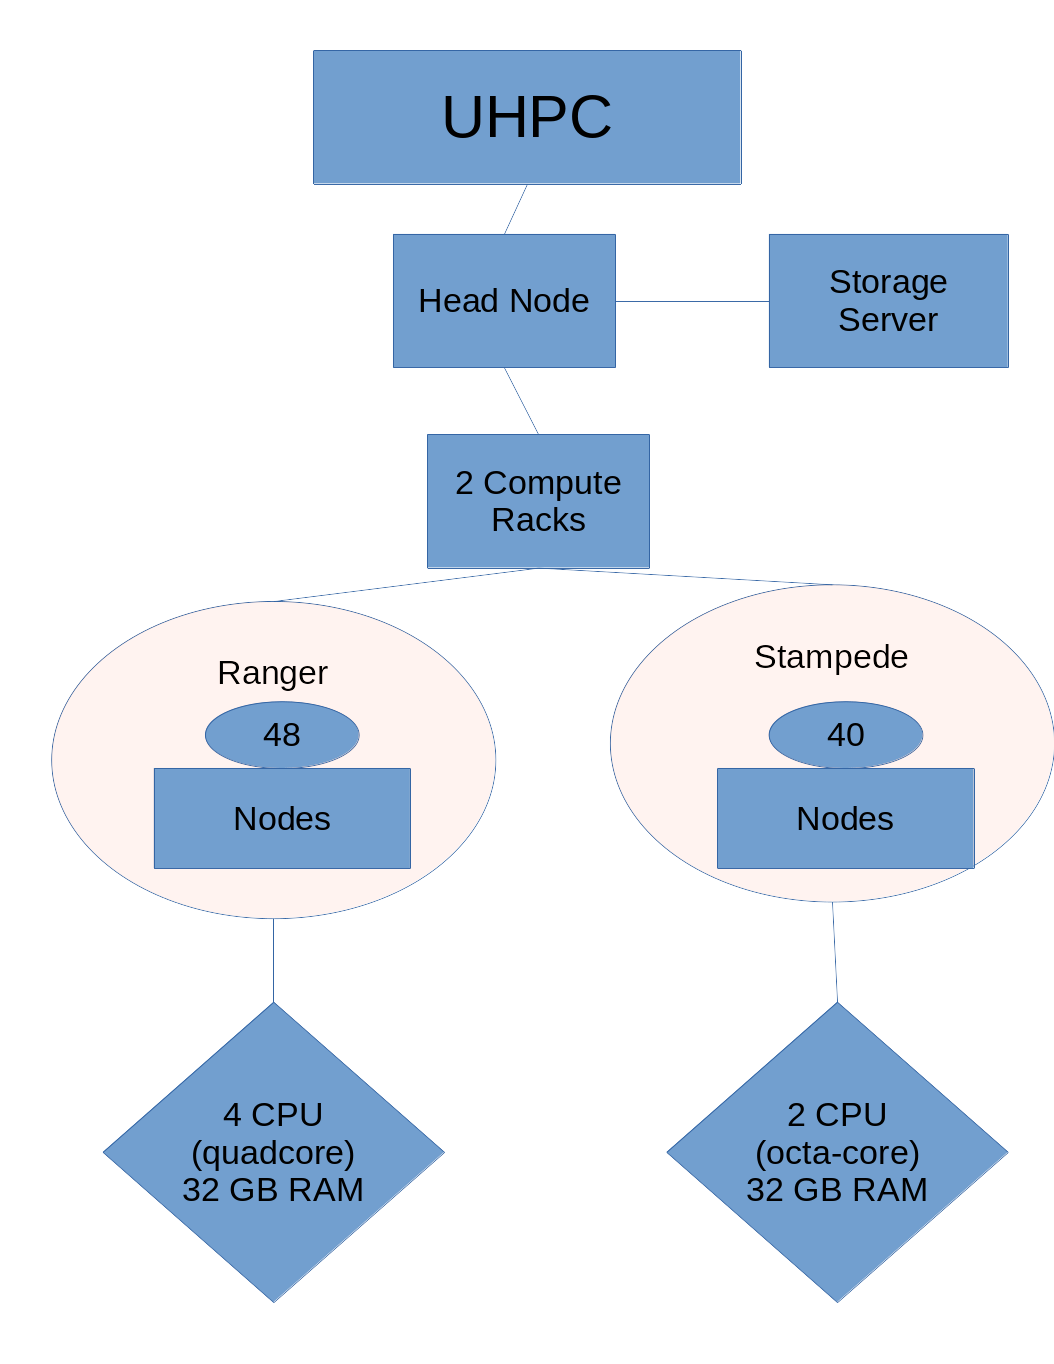 UHPC
Head Node
Storage
Server
2 Compute
Racks
Ranger
48
Nodes
Stampede
40
Nodes
4 CPU
(quadcore)
32 GB RAM
2 CPU
(octa-core)
32 GB RAM